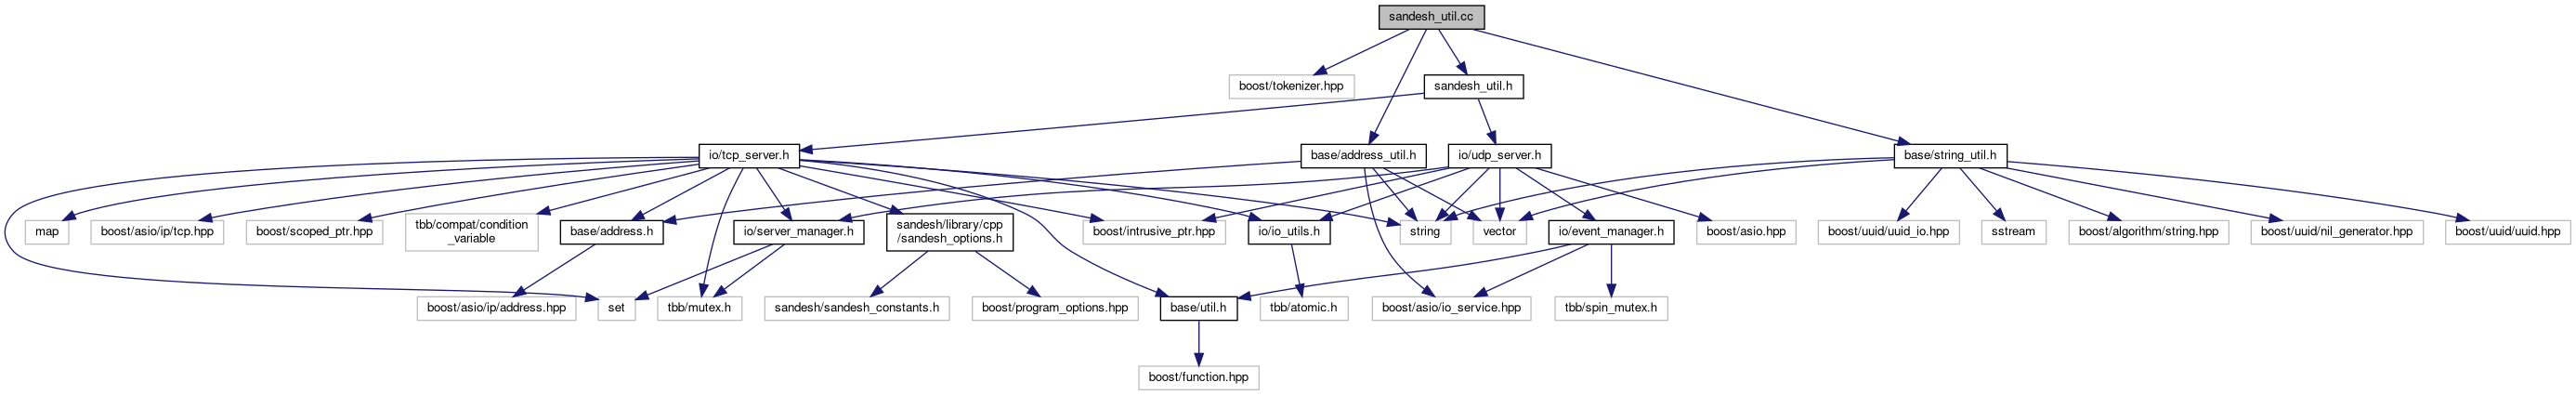 sandesh_util.cc
boost/tokenizer.hpp
sandesh_util.h
io/tcp_server.h
base/address_util.h
io/udp_server.h
base/string_util.h
map
boost/asio/ip/tcp.hpp
boost/scoped_ptr.hpp
tbb/compat/condition
_variable
base/address.h
io/server_manager.h
sandesh/library/cpp
/sandesh_options.h
boost/intrusive_ptr.hpp
io/io_utils.h
string
vector
io/event_manager.h
boost/asio.hpp
boost/uuid/uuid_io.hpp
sstream
boost/algorithm/string.hpp
boost/uuid/nil_generator.hpp
boost/uuid/uuid.hpp
boost/asio/ip/address.hpp
set
tbb/mutex.h
sandesh/sandesh_constants.h
boost/program_options.hpp
base/util.h
tbb/atomic.h
boost/asio/io_service.hpp
tbb/spin_mutex.h
boost/function.hpp